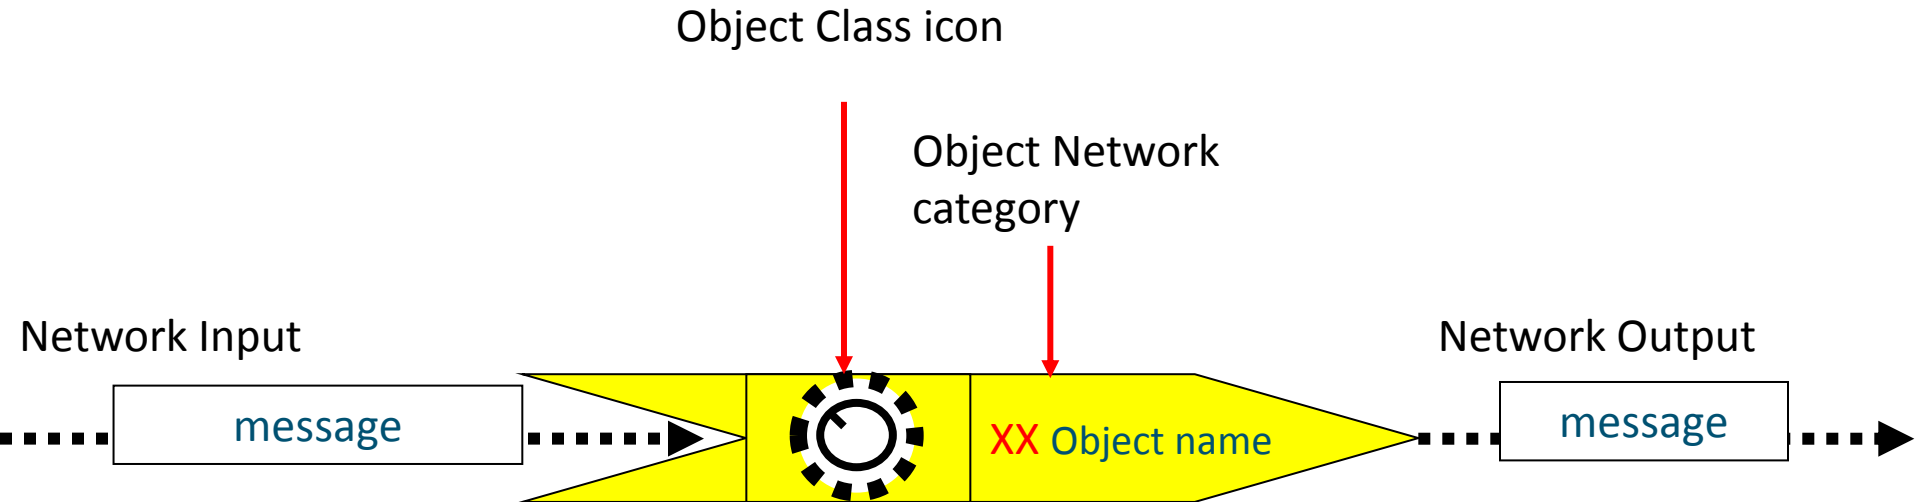 Object Class icon
Object Network
category
Network Input
Network Output
message
XX Object name
message